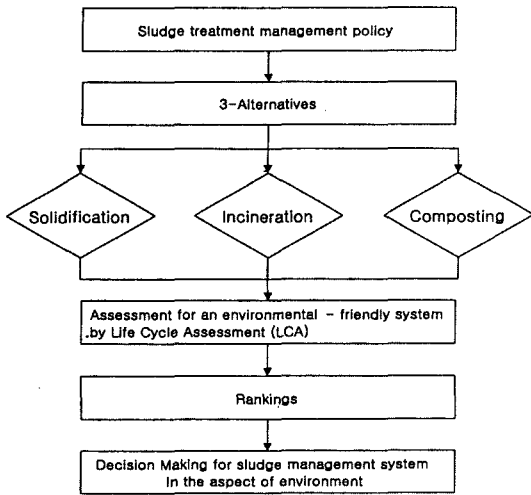 Sludge treatment management policy
3-Alternatives
Solidification
Incineration
Composting
Assessment for an environmental - friendly system
.by Life Cycle Assessment (LCA)
Rankings
Decision Making for sludge management system
In the aspect of environment